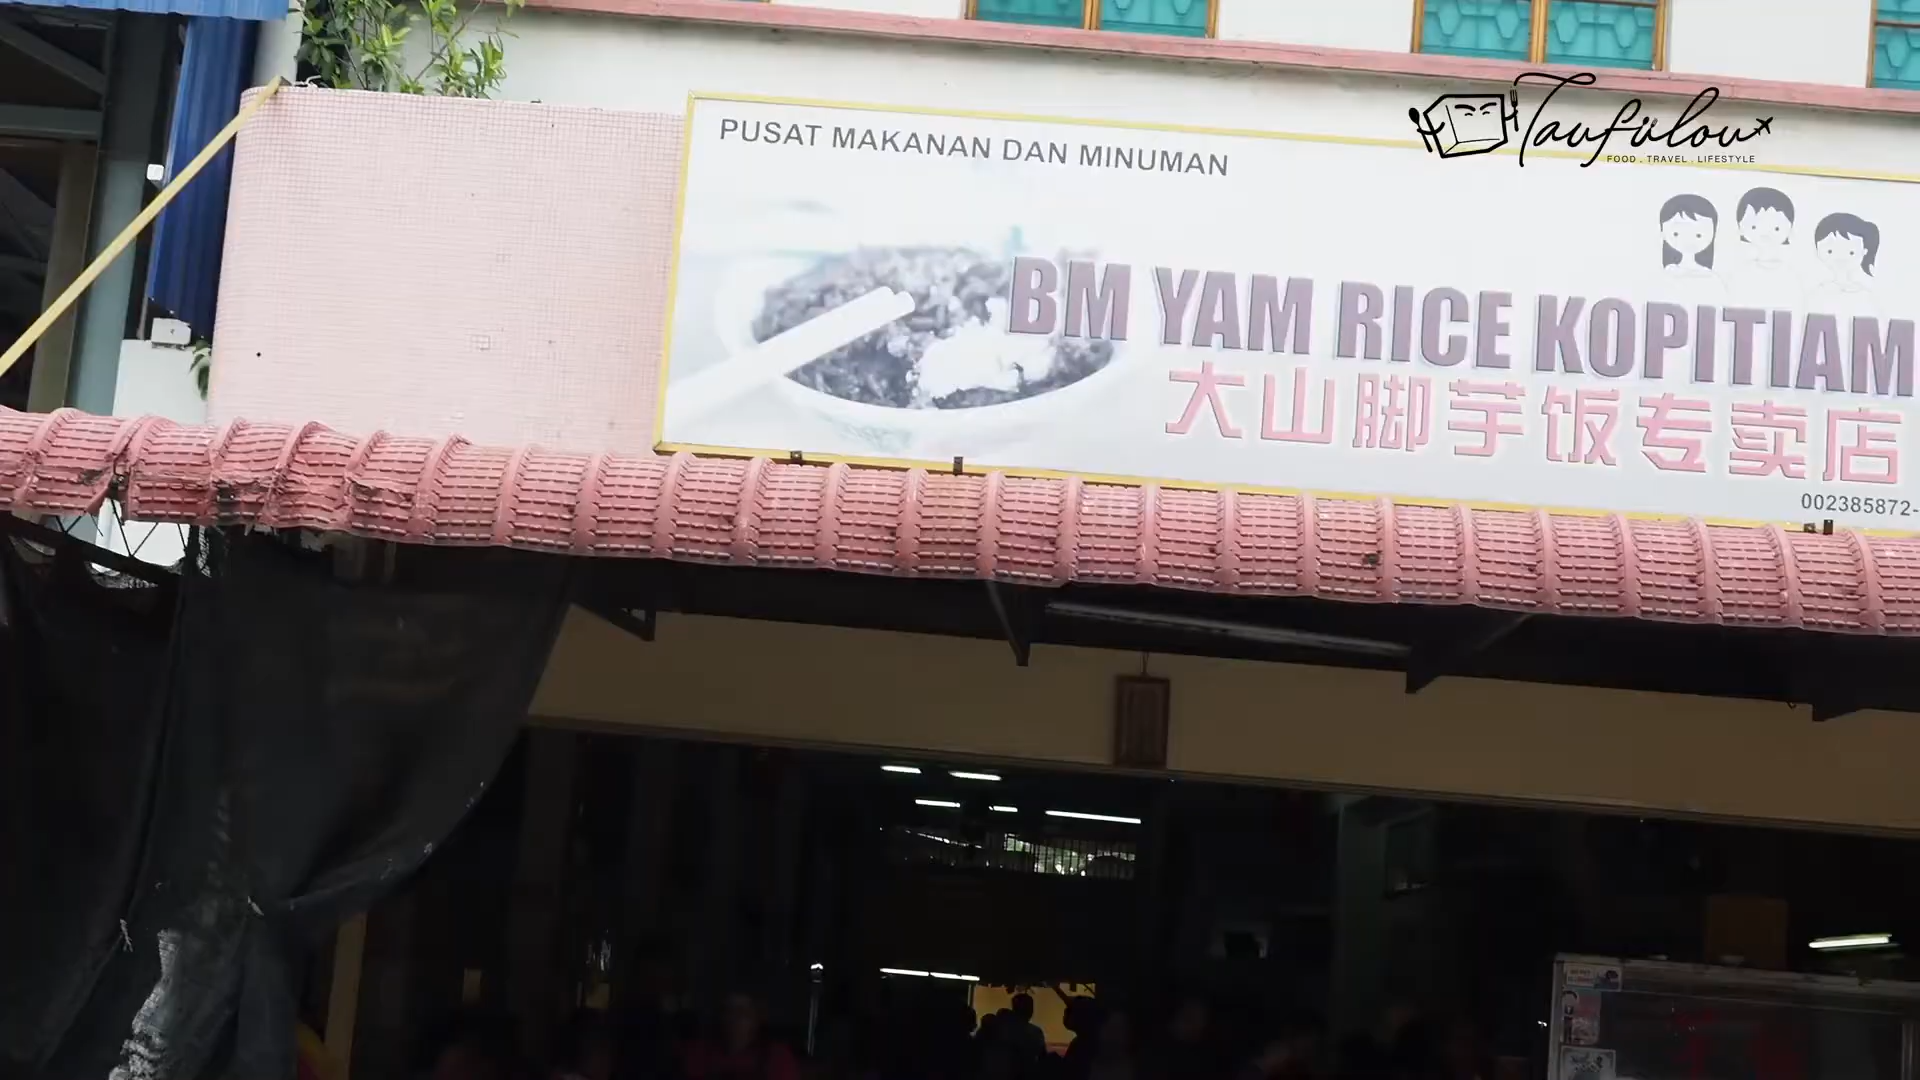 Taufulou
FOOD . TRAVEL . LIFESTYLE
PUSAT MAKANAN DAN MINUMAN
BM YAM RICE KOPITIAM
大山脚芋饭专卖店
002385872-